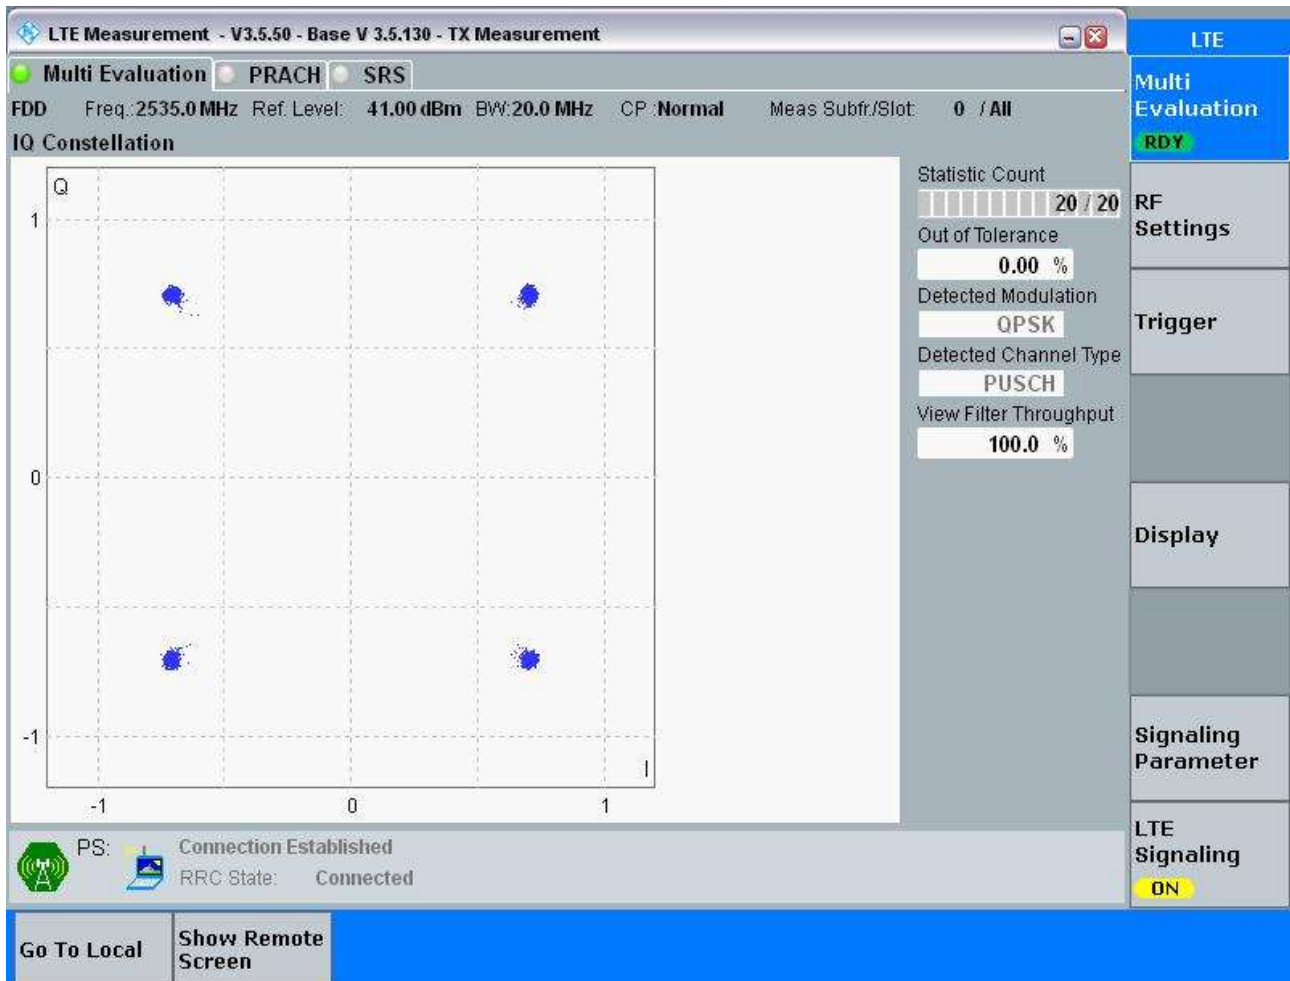 LTE Measurement - V3.5.50 - Base V 3.5.130 - TX Measurement
LTE
Multi Evaluation PRACH SRS
FDD Freq.:2535.0 MHz Ref. Level: 41.00 dBm BW:20.0 MHz CP :Normal Meas Subfr./Slot: 0 / All
IQ Constellation
Q
1
0
-1
I
-1 0 1
Statistic Count
20 / 20
Out of Tolerance
0.00 %
Detected Modulation
QPSK
Detected Channel Type
PUSCH
View Filter Throughput
100.0 %
Multi
Evaluation
RDY
RF
Settings
Trigger
Display
Signaling
Parameter
LTE
Signaling
ON
PS: Connection Established
RRC State: Connected
Go To Local
Show Remote
Screen